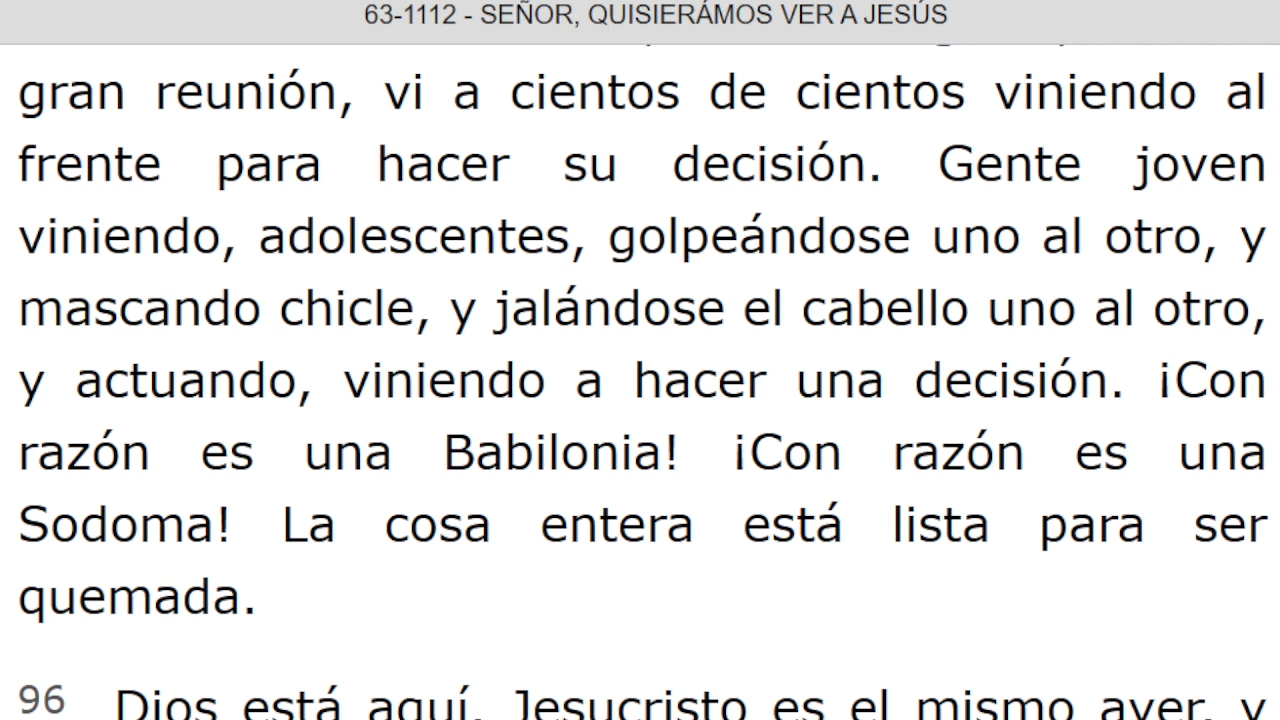 63-1112 - SEÑOR, QUISIERÁMOS VER A JESÚS
gran reunión, vi a cientos de cientos viniendo al
frente para hacer su decisión. Gente joven
viniendo, adolescentes, golpeándose uno al otro, y
mascando chicle, y jalándose el cabello uno al otro,
y actuando, viniendo a hacer una decisión. ¡Con
razón es una Babilonia! ¡Con razón es una
Sodoma! La cosa entera está lista para ser
quemada.
96 Dios está aquí. Jesucristo es el mismo ayer, y